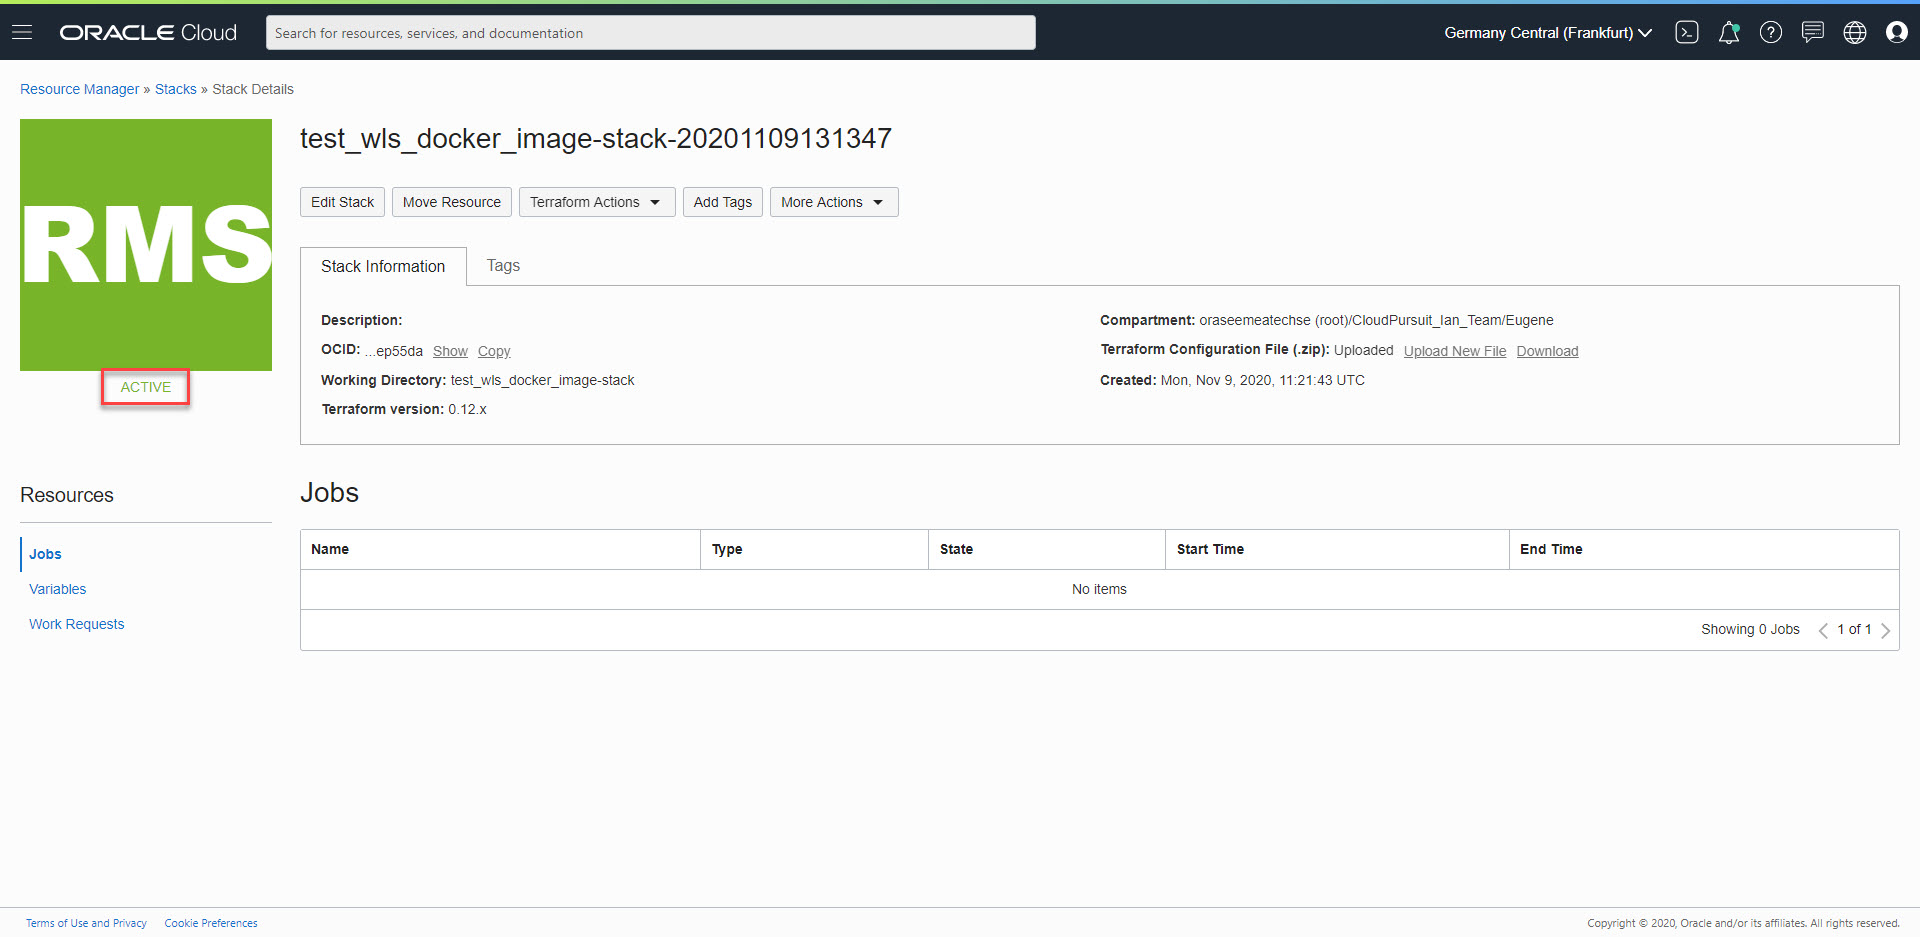 ORACLE Cloud
Search for resources, services, and documentation
Germany Central (Frankfurt)
Resource Manager » Stacks » Stack Details
RMS
ACTIVE
test_wls_docker_image-stack-20201109131347
Edit Stack
Move Resource
Terraform Actions
Add Tags
More Actions
Stack Information
Tags
Description:
OCID: ...ep55da Show Copy
Working Directory: test_wls_docker_image-stack
Terraform version: 0.12.x
Compartment: oraseemeatechse (root)/CloudPursuit_Ian_Team/Eugene
Terraform Configuration File (.zip): Uploaded Upload New File Download
Created: Mon, Nov 9, 2020, 11:21:43 UTC
Resources
Jobs
Variables
Work Requests
Jobs
Name Type State Start Time End Time
No items
Showing 0 Jobs 1 of 1
Terms of Use and Privacy Cookie Preferences
Copyright © 2020, Oracle and/or its affiliates. All rights reserved.